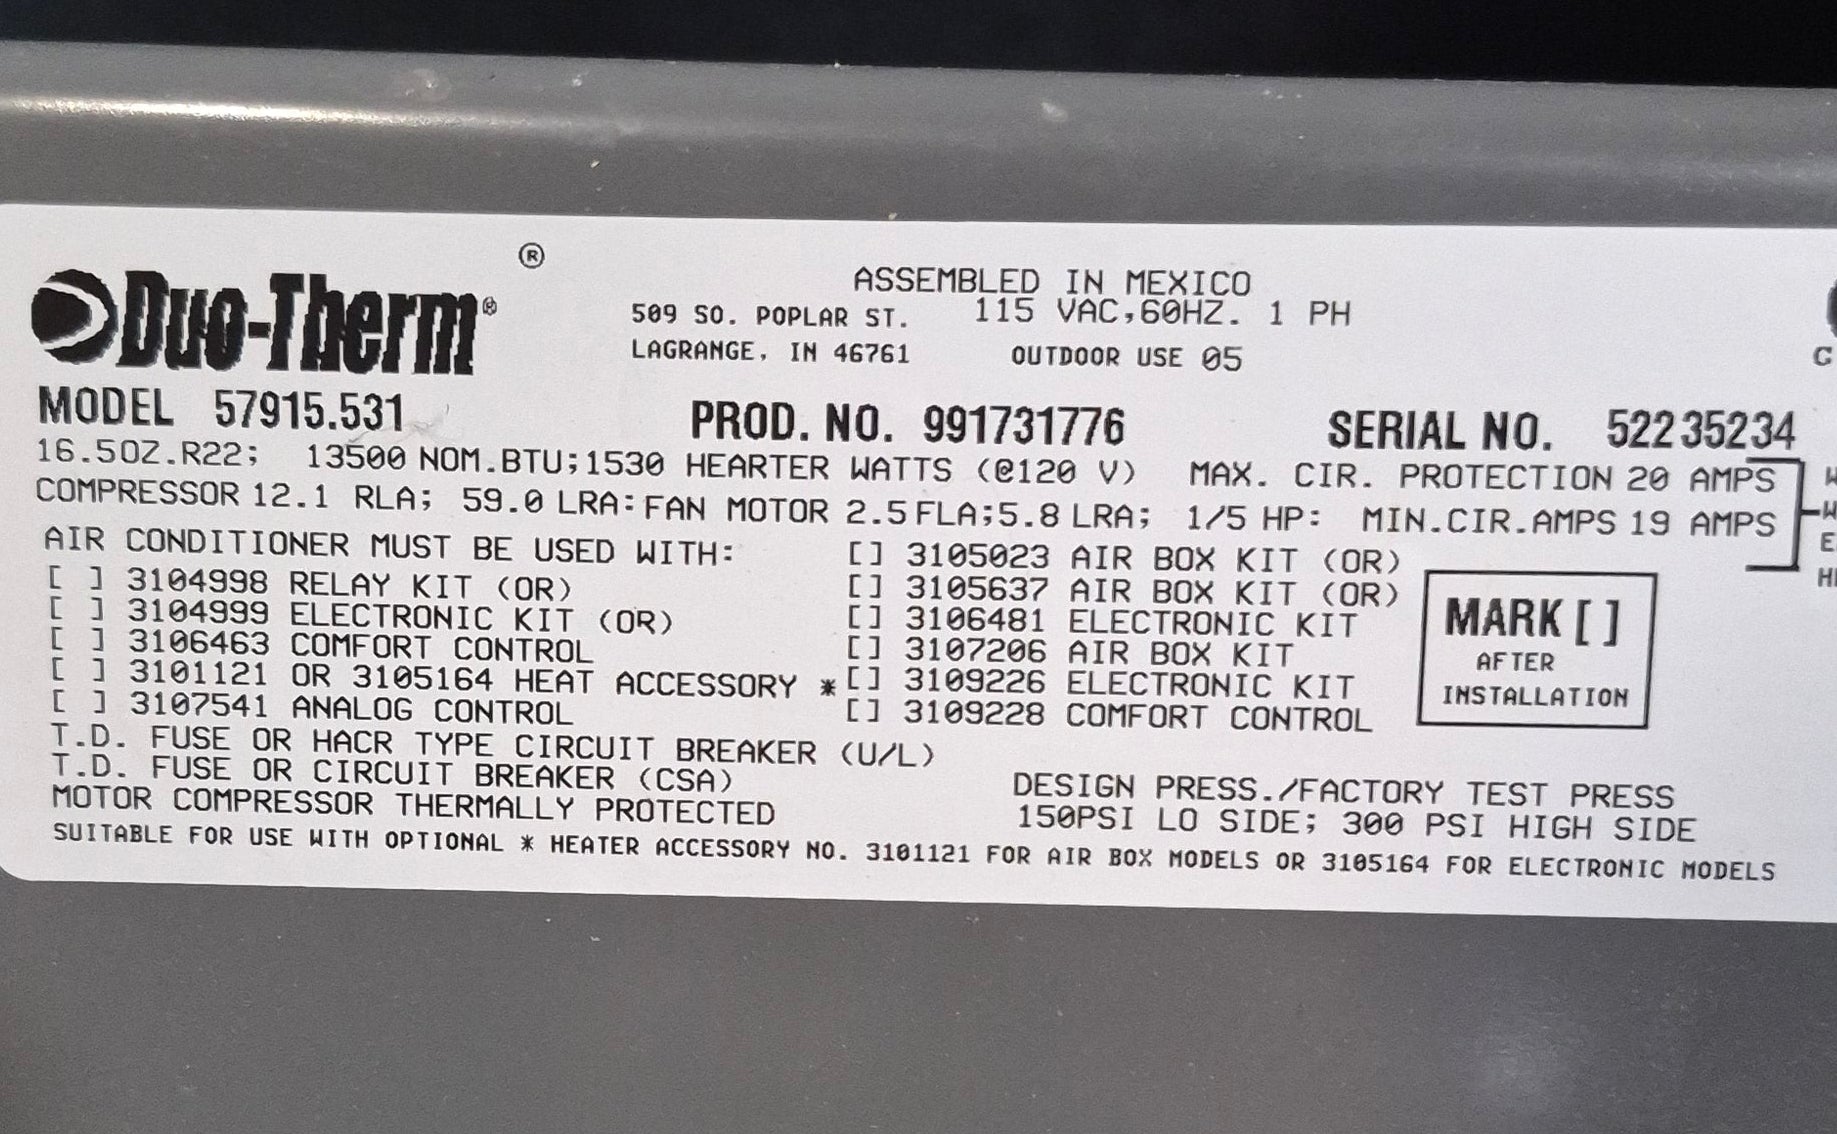 ®
Duo-Therm®
ASSEMBLED IN MEXICO
509 SO. POPLAR ST. 115 VAC,60HZ. 1 PH
LAGRANGE, IN 46761 OUTDOOR USE 05
MODEL 57915.531 PROD. NO. 991731776 SERIAL NO. 52235234
16.5OZ.R22; 13500 NOM.BTU;1530 HEARTER WATTS (@120 V) MAX. CIR. PROTECTION 20 AMPS
COMPRESSOR 12.1 RLA; 59.0 LRA: FAN MOTOR 2.5 FLA;5.8 LRA; 1/5 HP: MIN.CIR.AMPS 19 AMPS
AIR CONDITIONER MUST BE USED WITH:
[ ] 3104998 RELAY KIT (OR)
[ ] 3104999 ELECTRONIC KIT (OR)
[ ] 3106463 COMFORT CONTROL
[ ] 3101121 OR 3105164 HEAT ACCESSORY *
[ ] 3107541 ANALOG CONTROL
[ ] 3105023 AIR BOX KIT (OR)
[ ] 3105637 AIR BOX KIT (OR)
[ ] 3106481 ELECTRONIC KIT
[ ] 3107206 AIR BOX KIT
[ ] 3109226 ELECTRONIC KIT
[ ] 3109228 COMFORT CONTROL
MARK [ ]
AFTER
INSTALLATION
T.D. FUSE OR HACR TYPE CIRCUIT BREAKER (U/L)
T.D. FUSE OR CIRCUIT BREAKER (CSA)
MOTOR COMPRESSOR THERMALLY PROTECTED
DESIGN PRESS./FACTORY TEST PRESS
150PSI LO SIDE; 300 PSI HIGH SIDE
SUITABLE FOR USE WITH OPTIONAL * HEATER ACCESSORY NO. 3101121 FOR AIR BOX MODELS OR 3105164 FOR ELECTRONIC MODELS